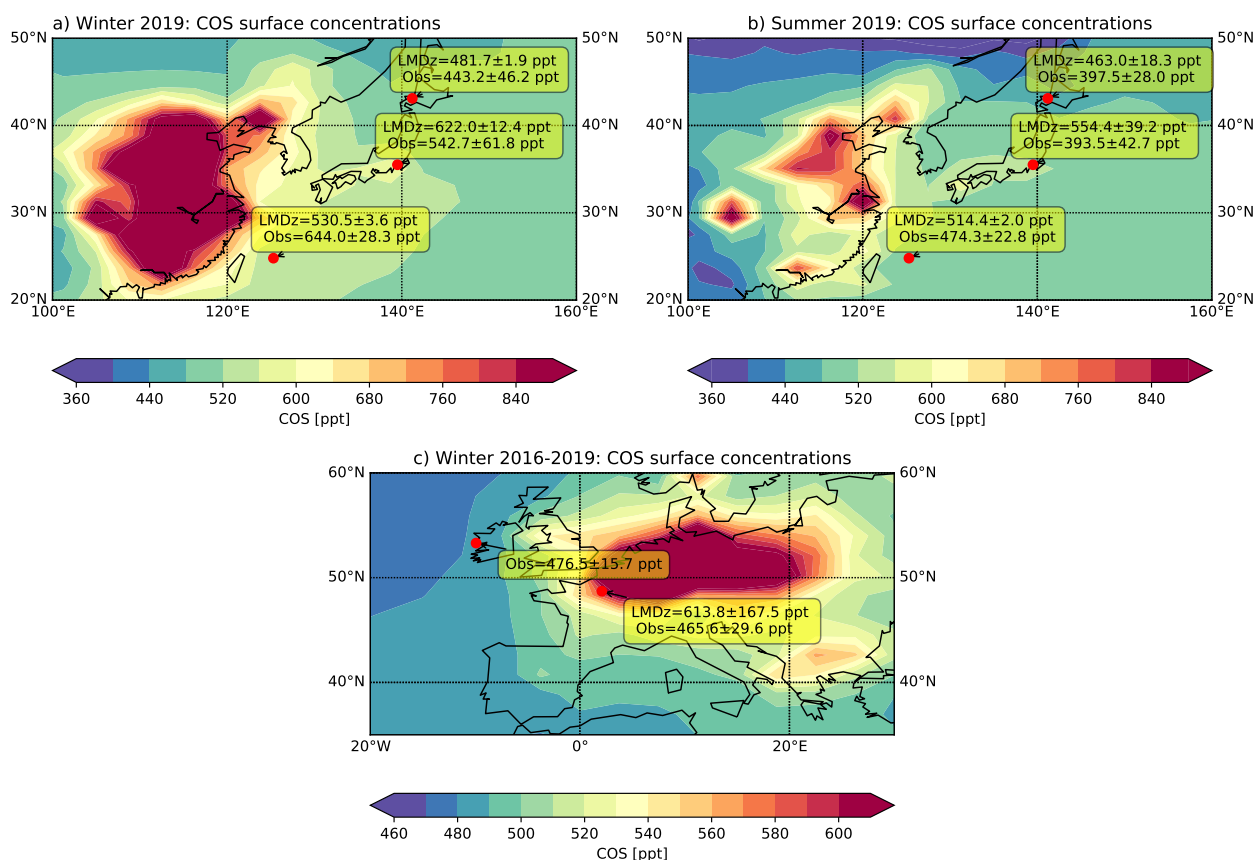 a) Winter 2019: COS surface concentrations
50°N
50°N
LMDz=481.7±1.9 ppt
Obs=443.2±46.2 ppt
40°N
40°N
LMDz=622.0±12.4 ppt
Obs=542.7±61.8 ppt
30°N
30°N
LMDz=530.5±3.6 ppt
Obs=644.0±28.3 ppt
20°N
20°N
100°E 120°E 140°E 160°E
360 440 520 600 680 760 840
COS [ppt]
b) Summer 2019: COS surface concentrations
50°N
50°N
LMDz=463.0±18.3 ppt
Obs=397.5±28.0 ppt
40°N
40°N
LMDz=554.4±39.2 ppt
Obs=393.5±42.7 ppt
30°N
30°N
LMDz=514.4±2.0 ppt
Obs=474.3±22.8 ppt
20°N
20°N
100°E 120°E 140°E 160°E
360 440 520 600 680 760 840
COS [ppt]
c) Winter 2016-2019: COS surface concentrations
60°N
60°N
Obs=476.5±15.7 ppt
50°N
50°N
LMDz=613.8±167.5 ppt
Obs=465.6±29.6 ppt
40°N
40°N
20°W 0° 20°E
460 480 500 520 540 560 580 600
COS [ppt]